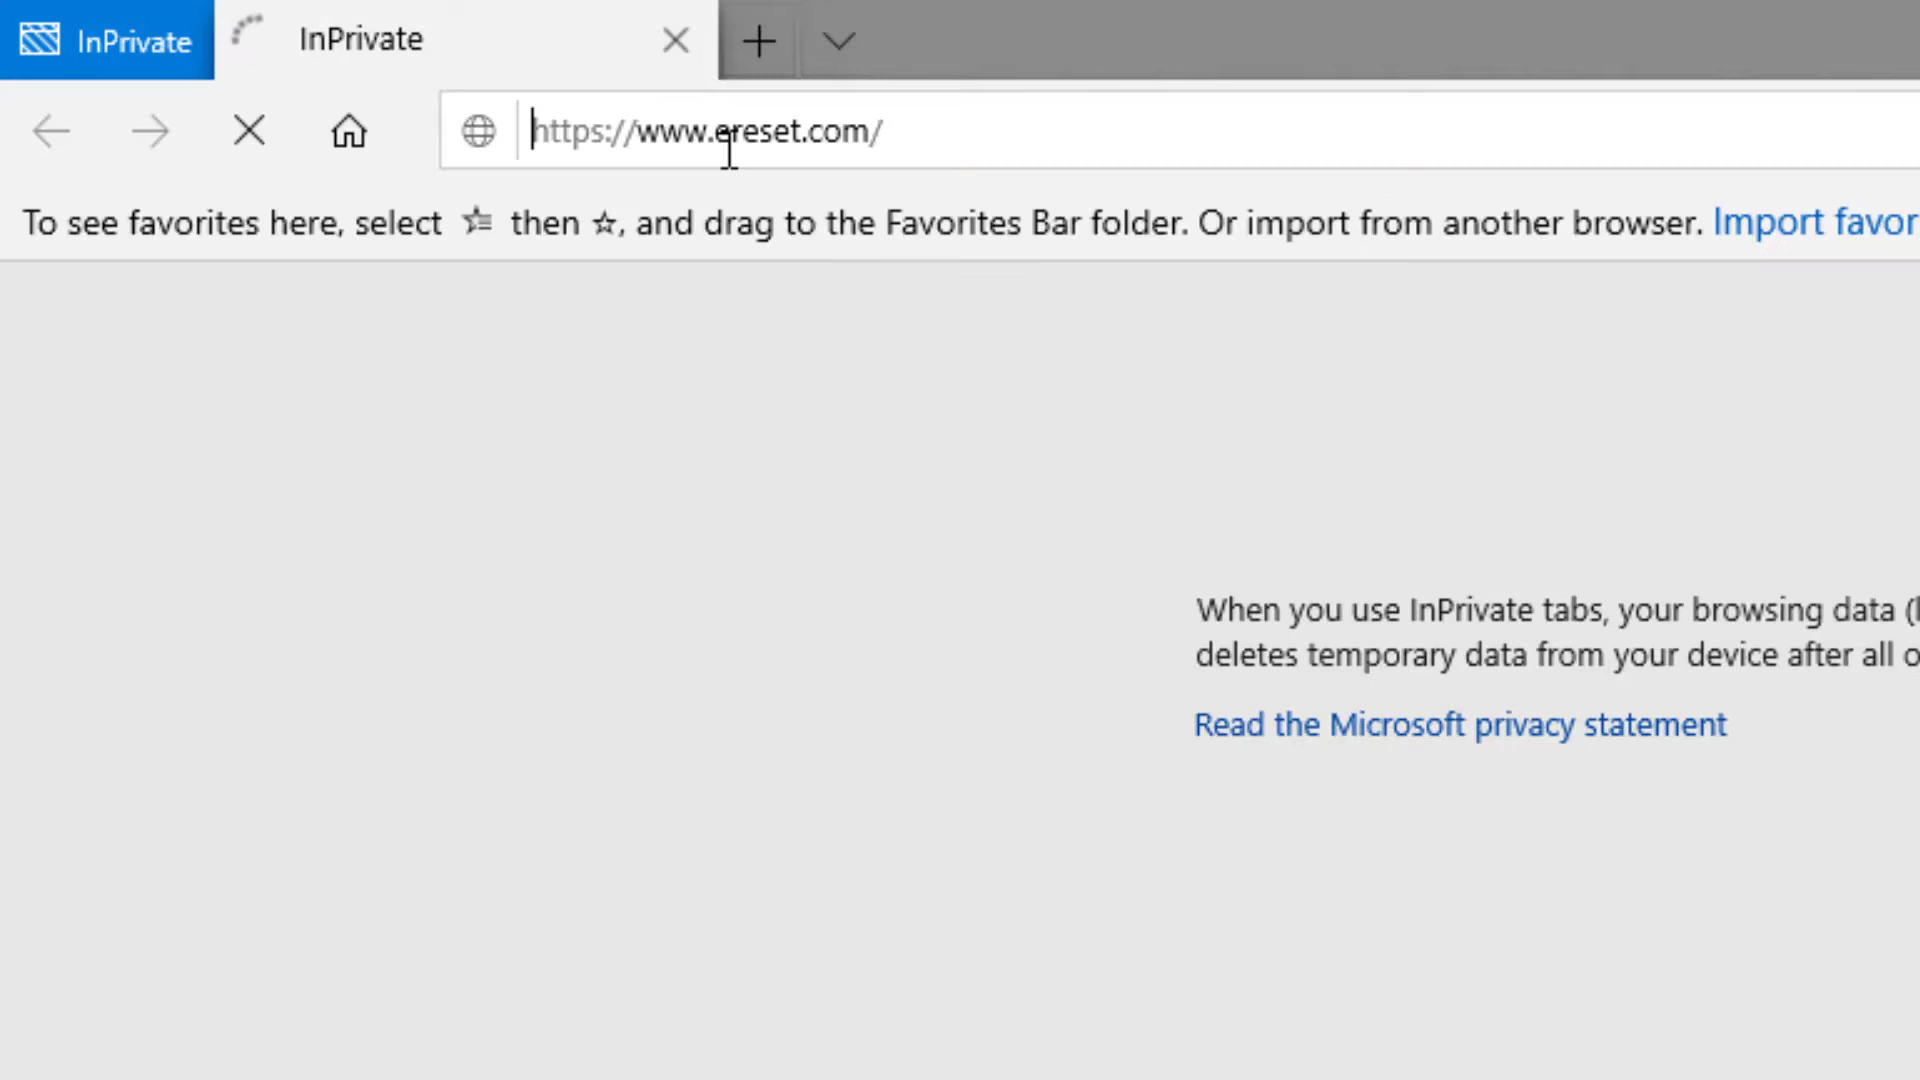 InPrivate
InPrivate
https://www.ereset.com/
To see favorites here, select then , and drag to the Favorites Bar folder. Or import from another browser. Import favor
When you use InPrivate tabs, your browsing data (
deletes temporary data from your device after all o
Read the Microsoft privacy statement